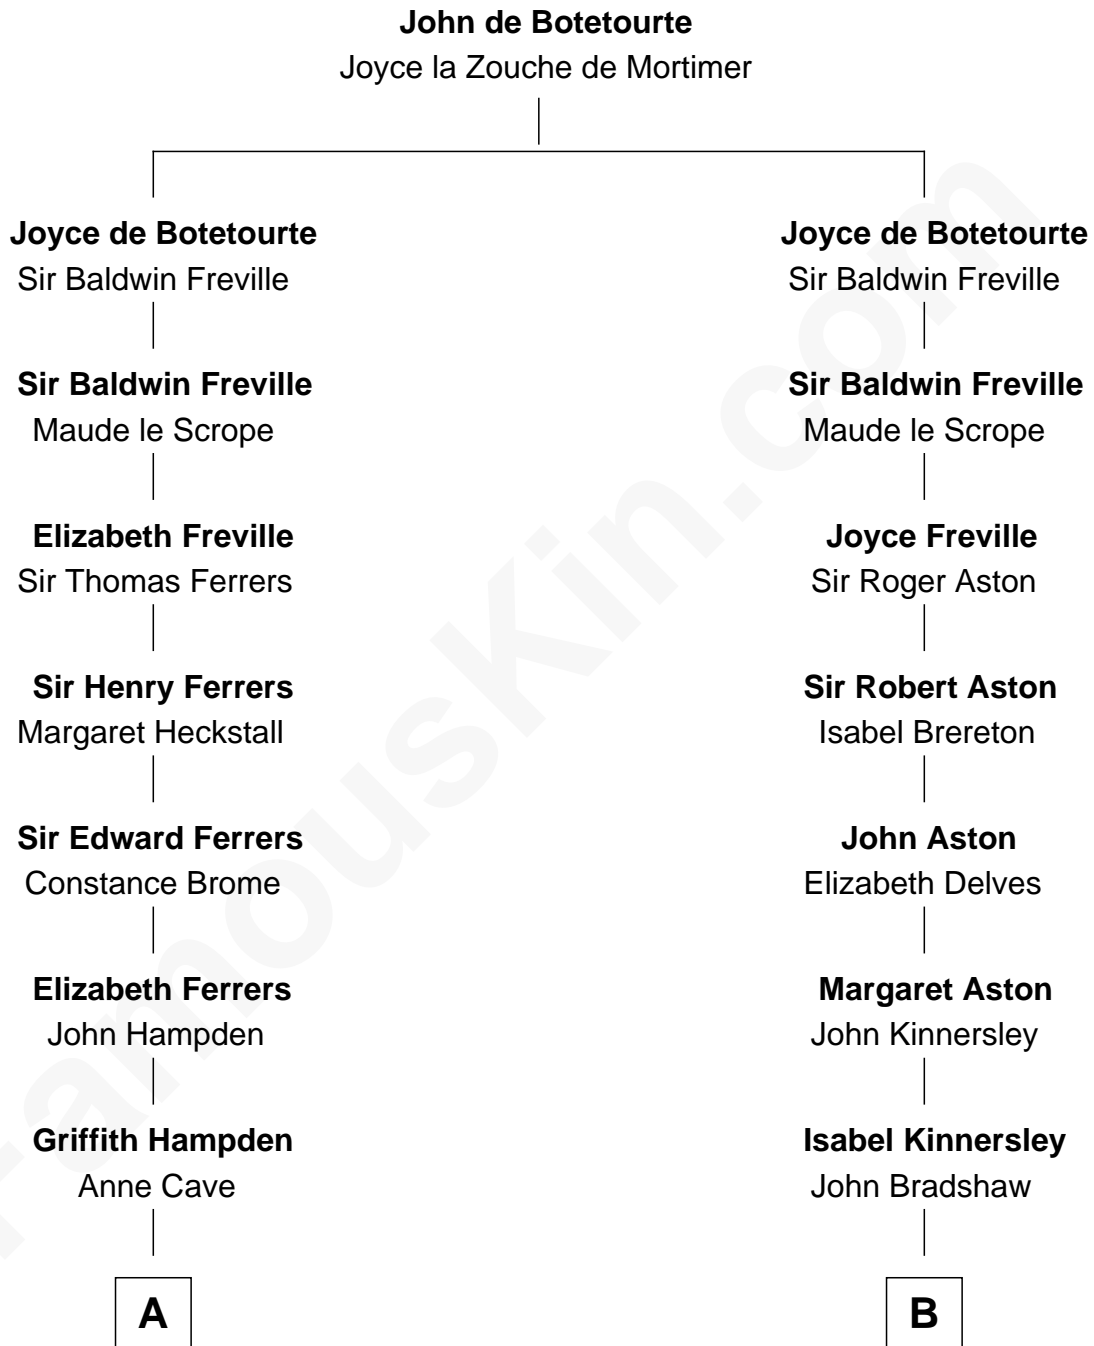 John de Botetourte
Joyce la Zouche de Mortimer
Joyce de Botetourte
Sir Baldwin Freville
Joyce de Botetourte
Sir Baldwin Freville
Sir Baldwin Freville
Maude le Scrope
Sir Baldwin Freville
Maude le Scrope
Elizabeth Freville
Sir Thomas Ferrers
Joyce Freville
Sir Roger Aston
Sir Henry Ferrers
Margaret Heckstall
Sir Robert Aston
Isabel Brereton
Sir Edward Ferrers
Constance Brome
John Aston
Elizabeth Delves
Elizabeth Ferrers
John Hampden
Margaret Aston
John Kinnersley
Griffith Hampden
Anne Cave
Isabel Kinnersley
John Bradshaw
A
B
FamousKin.com